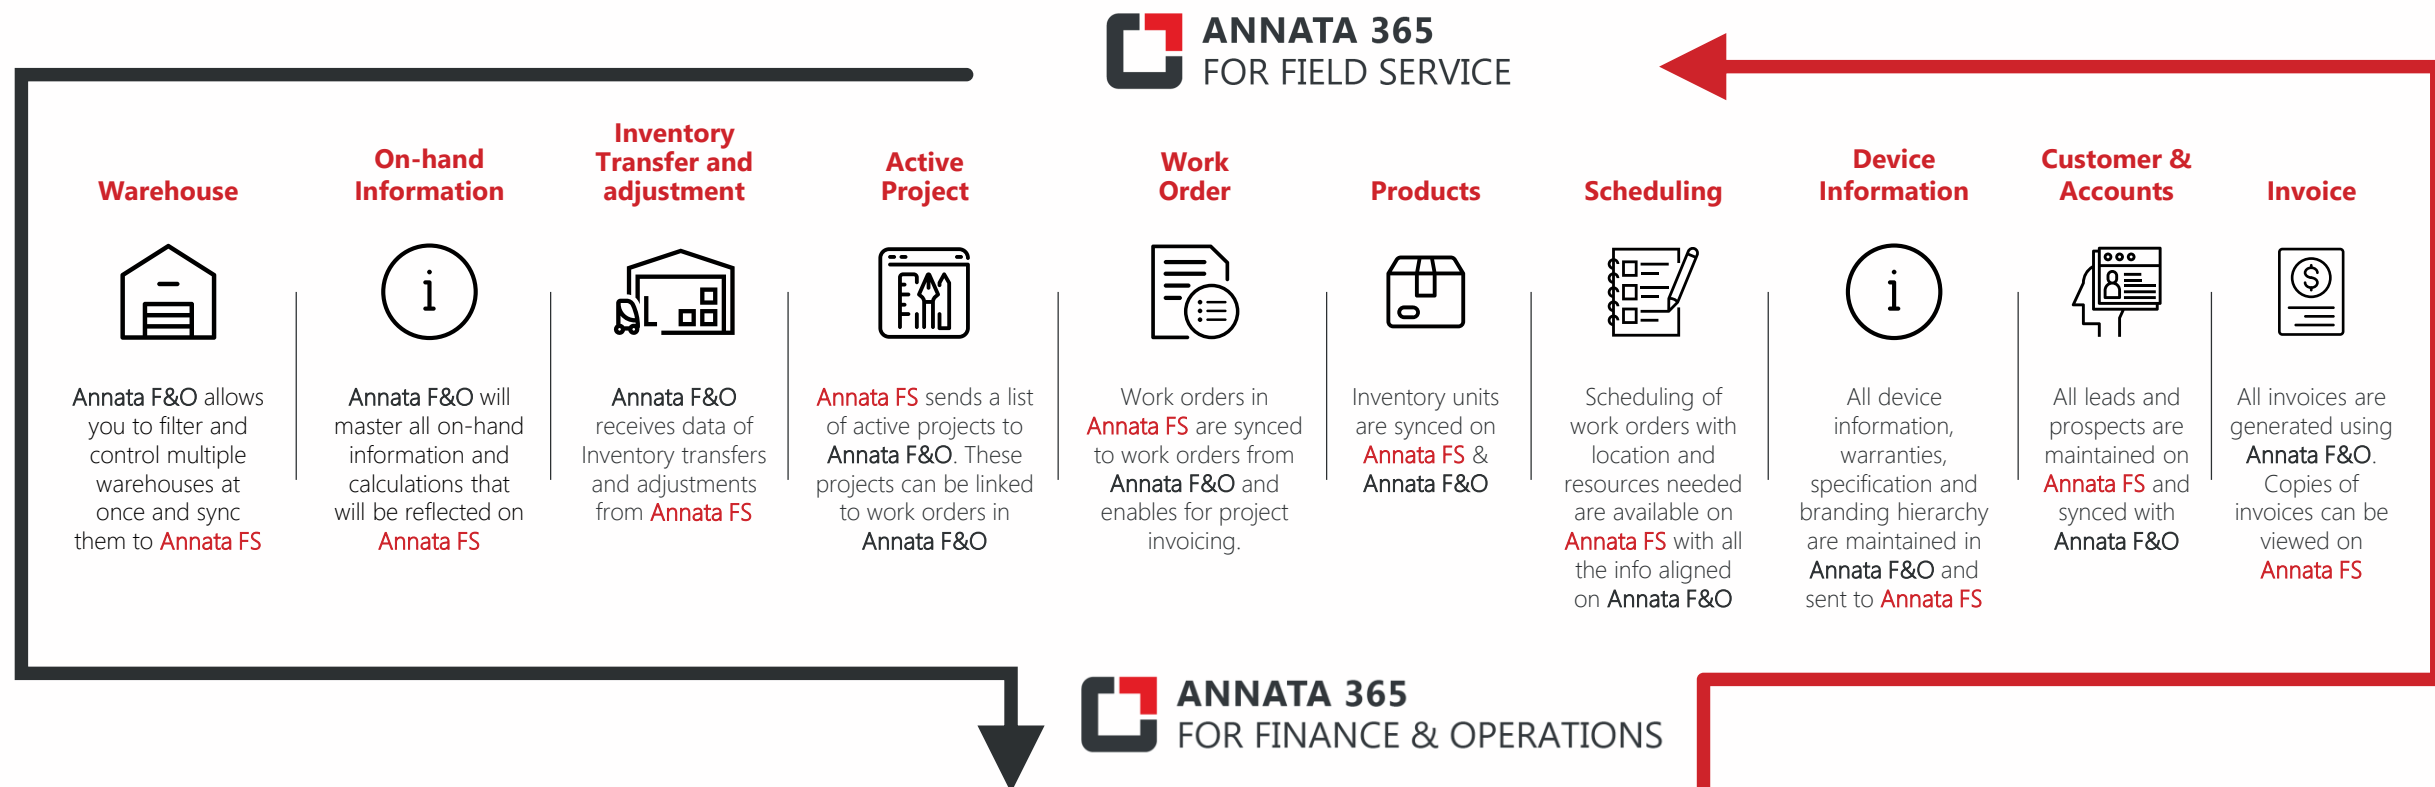 ANNATA 365
FOR FIELD SERVICE
Warehouse
Annata F&O allows
you to filter and
control multiple
warehouses at
once and sync
them to Annata FS
On-hand
Information
i
Annata F&O will
master all on-hand
information and
calculations that
will be reflected on
Annata FS
Inventory
Transfer and
adjustment
Annata F&O
receives data of
Inventory transfers
and adjustments
from Annata FS
Active
Project
Annata FS sends a list
of active projects to
Annata F&O. These
projects can be linked
to work orders in
Annata F&O
Work
Order
Work orders in
Annata FS are synced
to work orders from
Annata F&O and
enables for project
invoicing.
Products
Inventory units
are synced on
Annata FS &
Annata F&O
Scheduling
Scheduling of
work orders with
location and
resources needed
are available on
Annata FS with all
the info aligned
on Annata F&O
Device
Information
i
All device
information,
warranties,
specification and
branding hierarchy
are maintained in
Annata F&O and
sent to Annata FS
Customer &
Accounts
All leads and
prospects are
maintained on
Annata FS and
synced with
Annata F&O
Invoice
$
All invoices are
generated using
Annata F&O.
Copies of
invoices can be
viewed on
Annata FS
ANNATA 365
FOR FINANCE & OPERATIONS